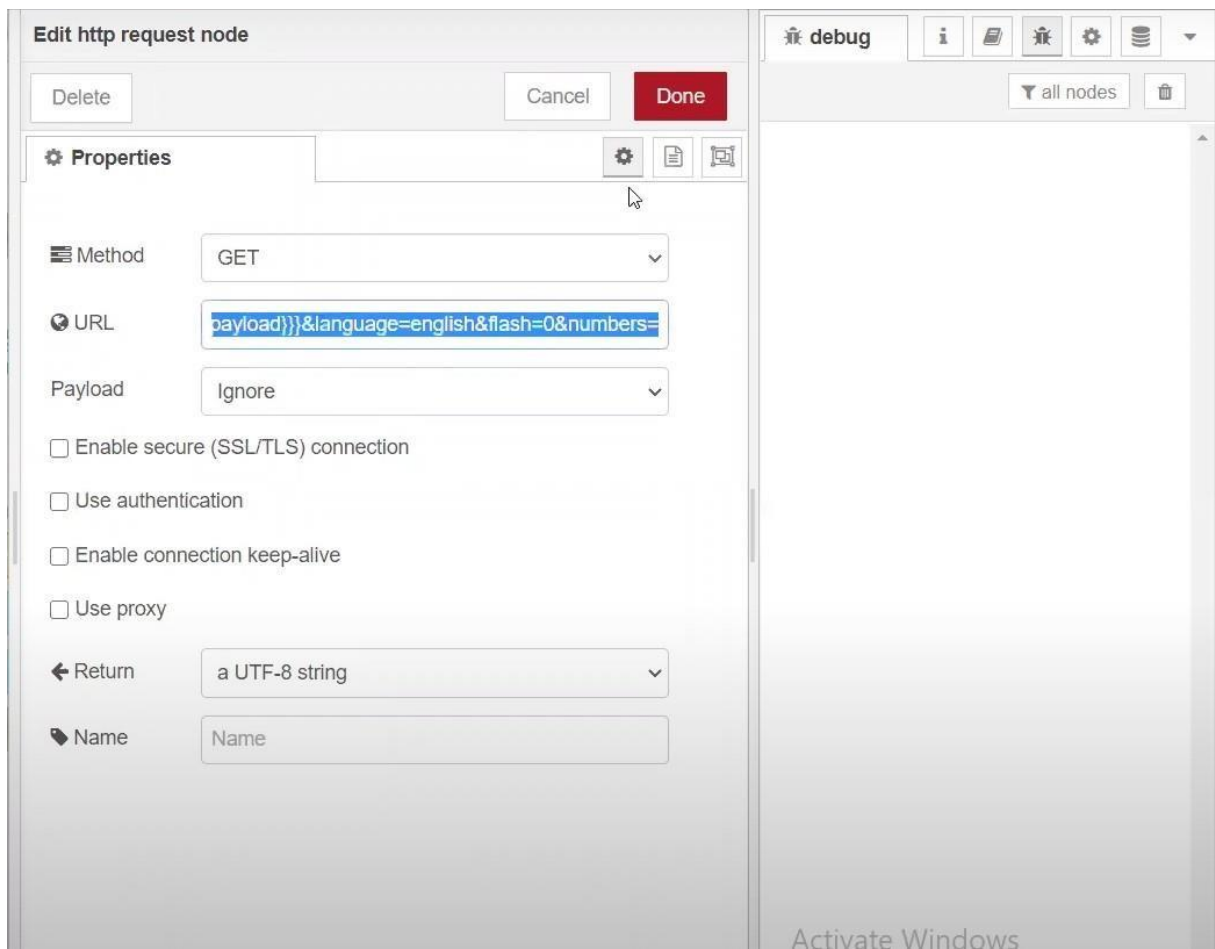 Edit http request node
debug
Delete
Cancel
Done
all nodes
Properties
Method
GET
URL
payload}}}&language=english&flash=0&numbers=
Payload
Ignore
Enable secure (SSL/TLS) connection
Use authentication
Enable connection keep-alive
Use proxy
Return
a UTF-8 string
Name
Name
Activate Windows